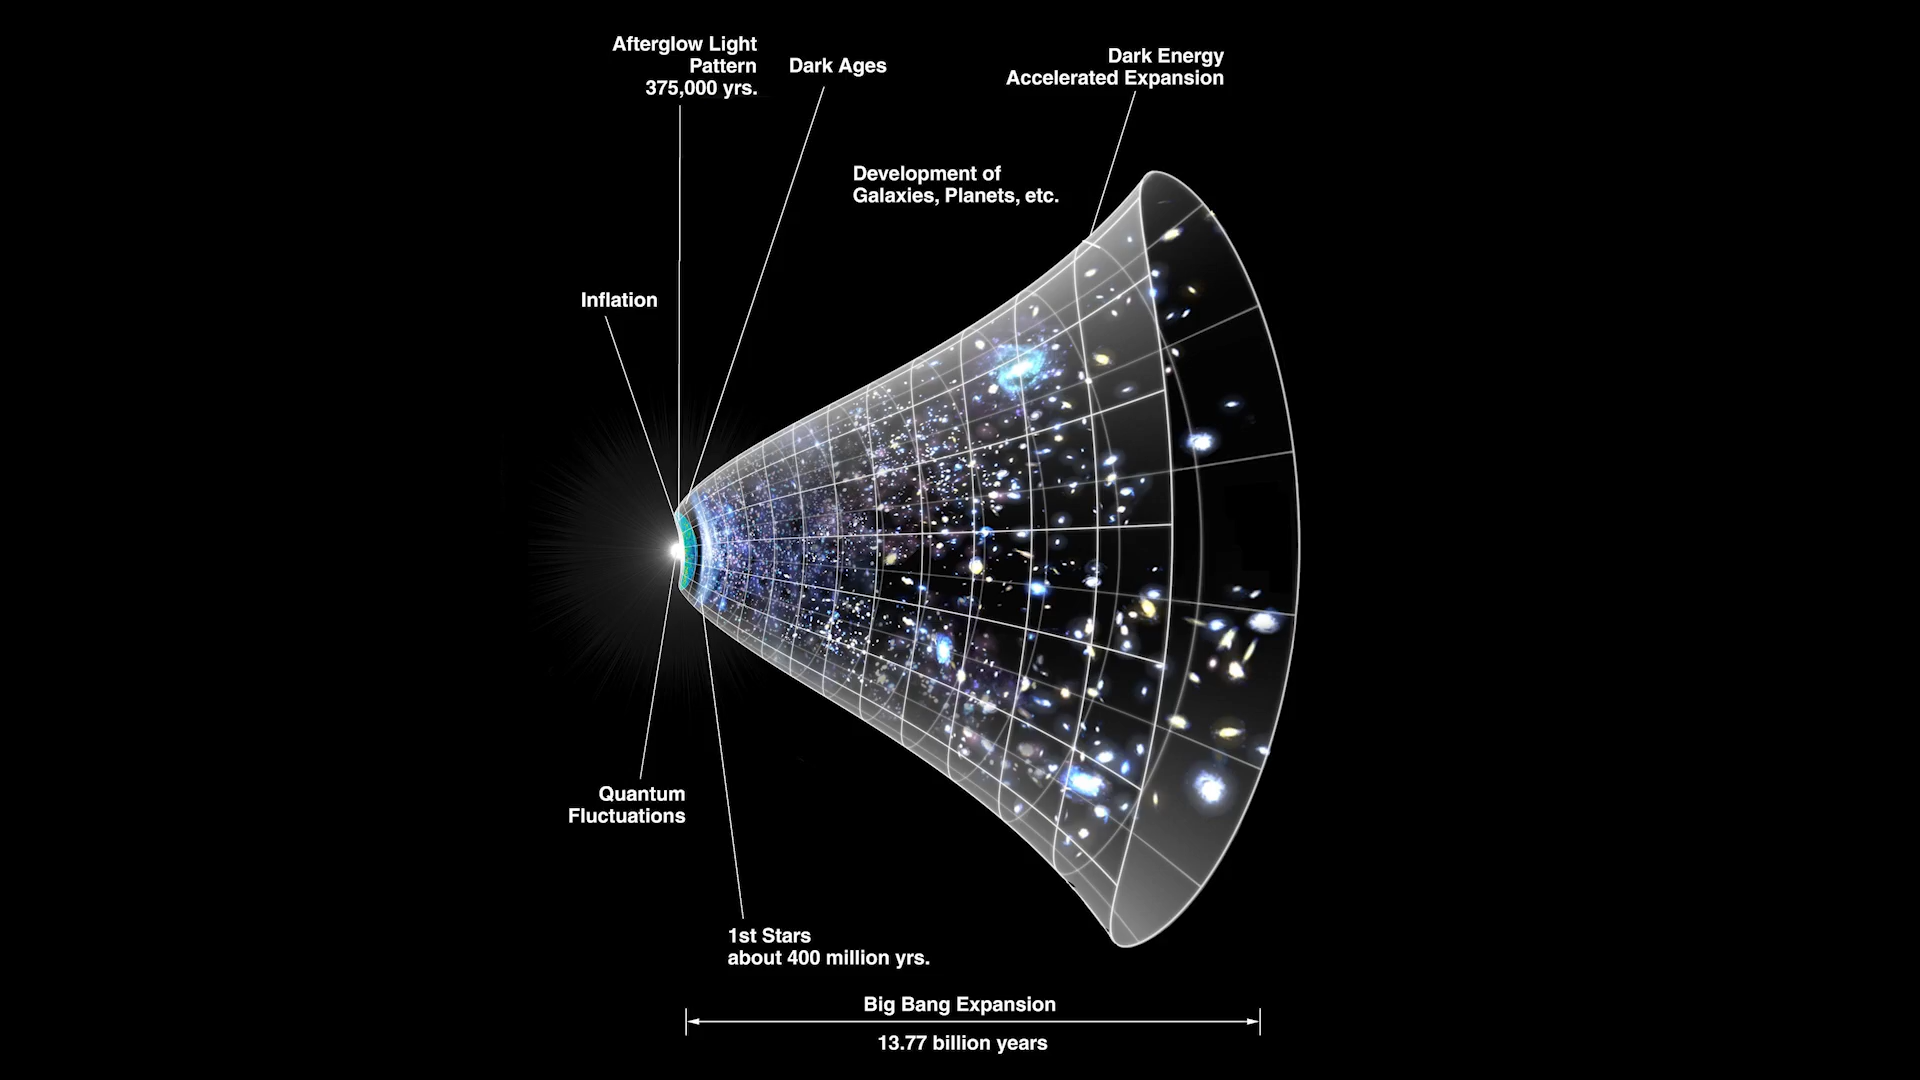 Afterglow Light
Pattern
375,000 yrs.
Dark Ages
Dark Energy
Accelerated Expansion
Development of
Galaxies, Planets, etc.
Inflation
Quantum
Fluctuations
1st Stars
about 400 million yrs.
Big Bang Expansion
13.77 billion years